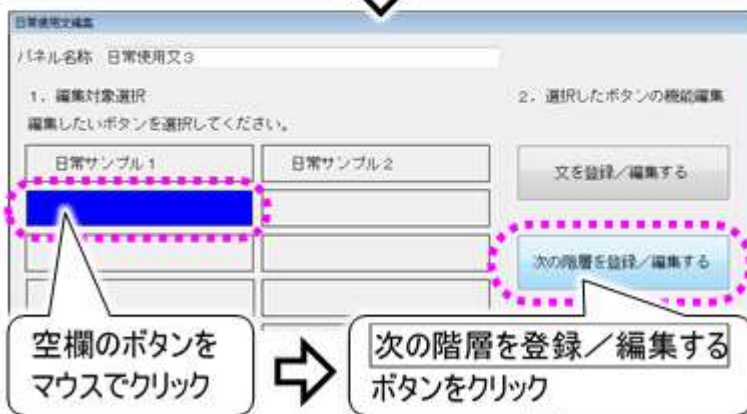 日常使用文編集
パネル名称 日常使用文3
1. 編集対象選択
編集したいボタンを選択してください。
2. 選択したボタンの機能編集
日常サンプル1
日常サンプル2
文を登録/編集する
次の階層を登録/編集する
空欄のボタンを
マウスでクリック
次の階層を登録/編集する
ボタンをクリック